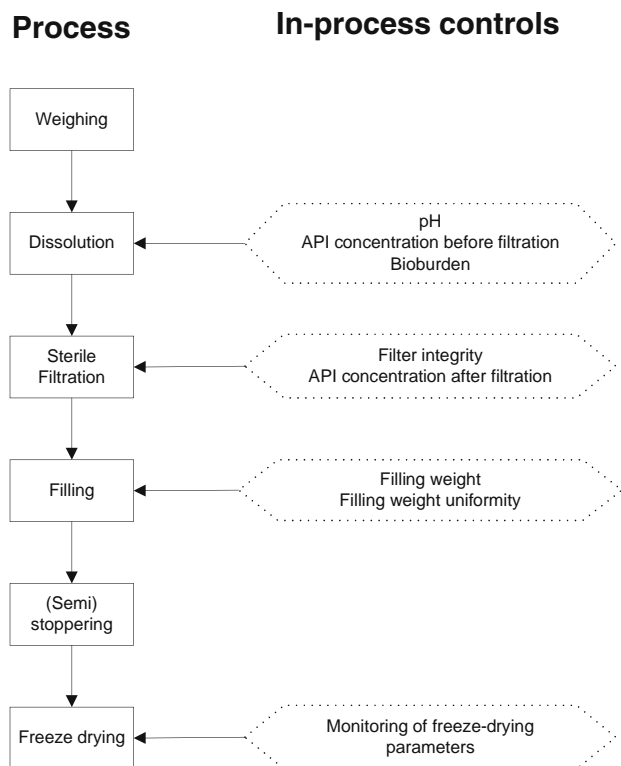 Process
In-process controls
Weighing
Dissolution
pH
API concentration before filtration
Bioburden
Sterile
Filtration
Filter integrity
API concentration after filtration
Filling
Filling weight
Filling weight uniformity
(Semi)
stoppering
Freeze drying
Monitoring of freeze-drying
parameters